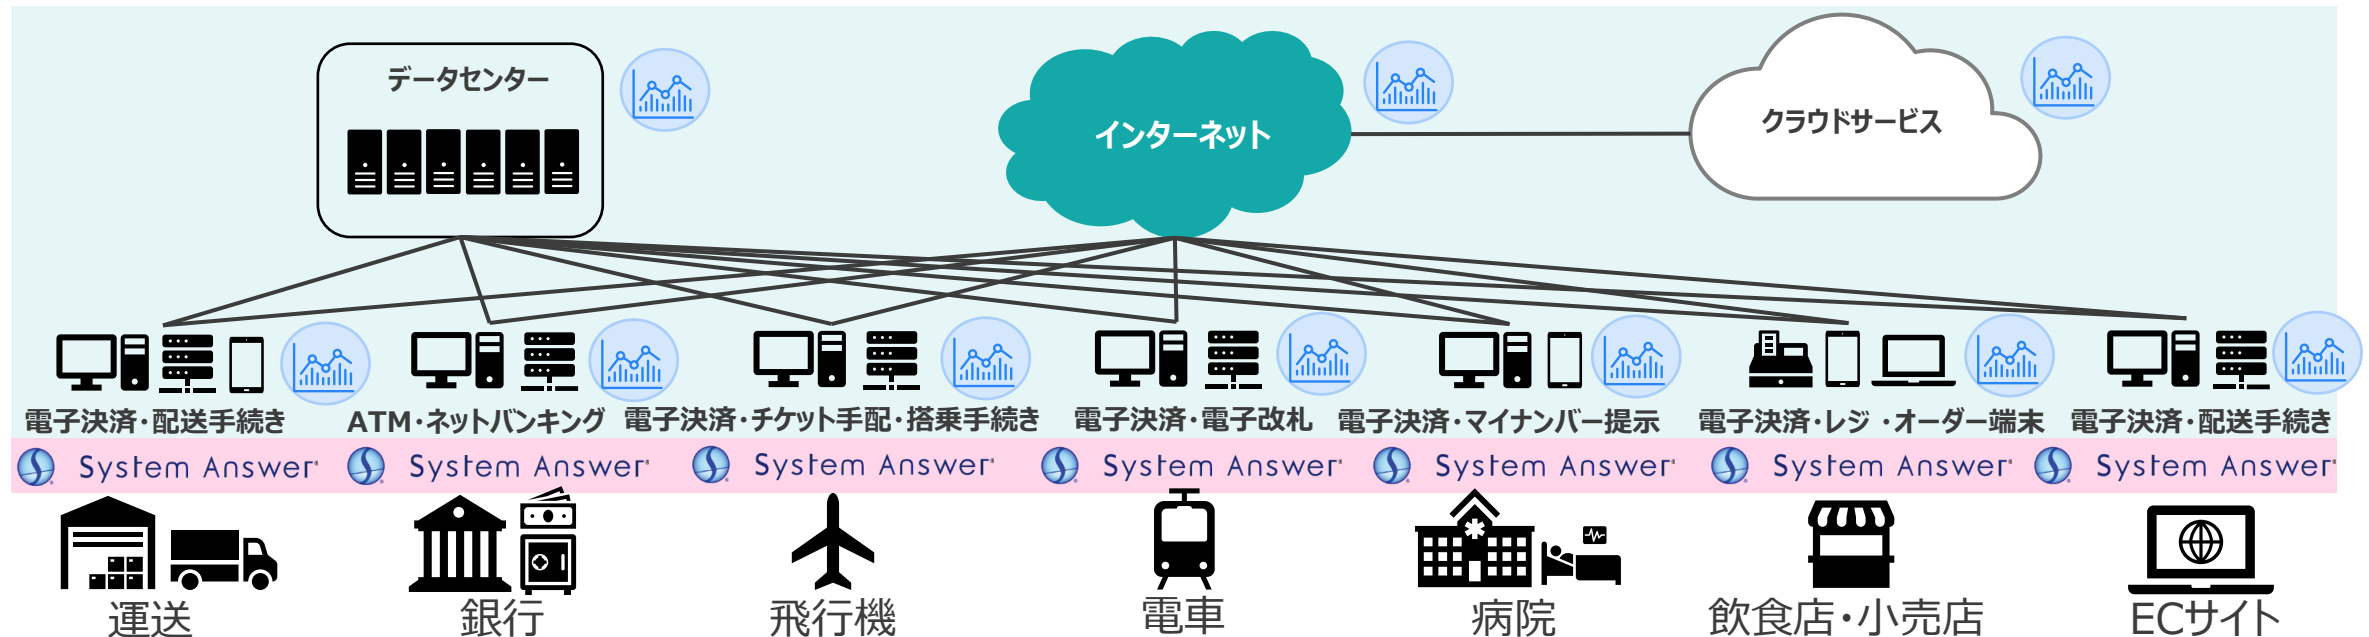 データセンター
インターネット
クラウドサービス
電子決済・配送手続き
ATM・ネットバンキング
電子決済・チケット手配・搭乗手続き
電子決済・電子改札
電子決済・マイナンバー提示
電子決済・レジ ・オーダー端末
電子決済・配送手続き
System Answer
System Answer
System Answer
System Answer
System Answer
System Answer
System Answer
運送
銀行
飛行機
電車
病院
飲食店・小売店
ECサイト